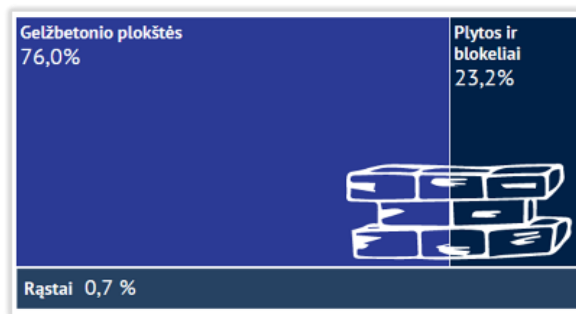 Gelžbetonio plokštės
76,0%
Plytos ir
blokeliai
23,2%
Rąstai 0,7 %